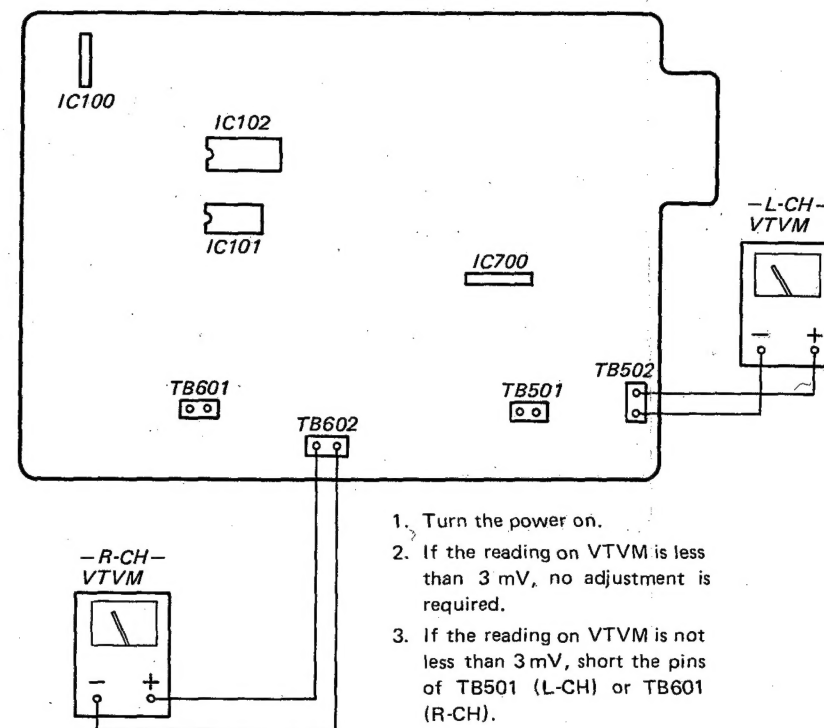 IC100
IC102
IC101
IC700
—L-CH—
VTVM
— +
TB601
TB602
TB501
TB502
—R-CH—
VTVM
— +
1. Turn the power on.
2. If the reading on VTVM is less
than 3 mV, no adjustment is
required.
3. If the reading on VTVM is not
less than 3 mV, short the pins
of TB501 (L-CH) or TB601
(R-CH).